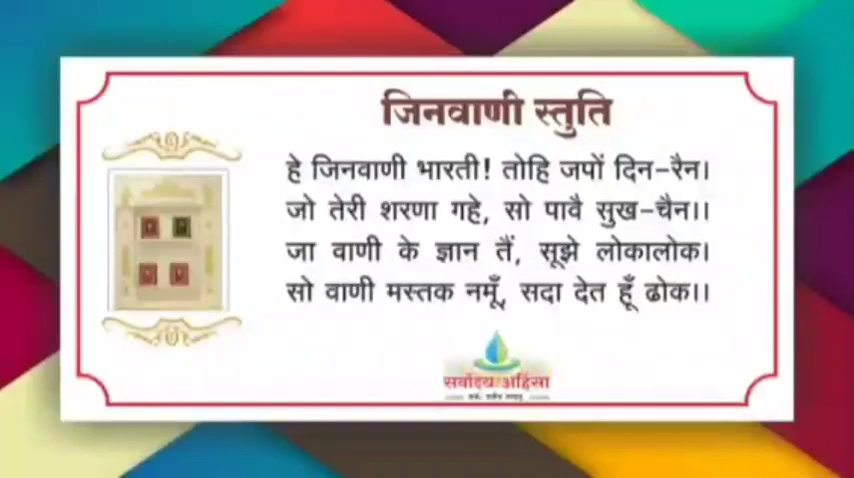 जिनवाणी स्तुति
हे जिनवाणी भारती! तोहि जपों दिन-रैन।
जो तेरी शरणा गहे, सो पावै सुख-चैन।।
जा वाणी के ज्ञान तैं, सूझे लोकालोक।
सो वाणी मस्तक नमूँ, सदा देत हूँ ढोक।।
सर्वोदय अहिंसा